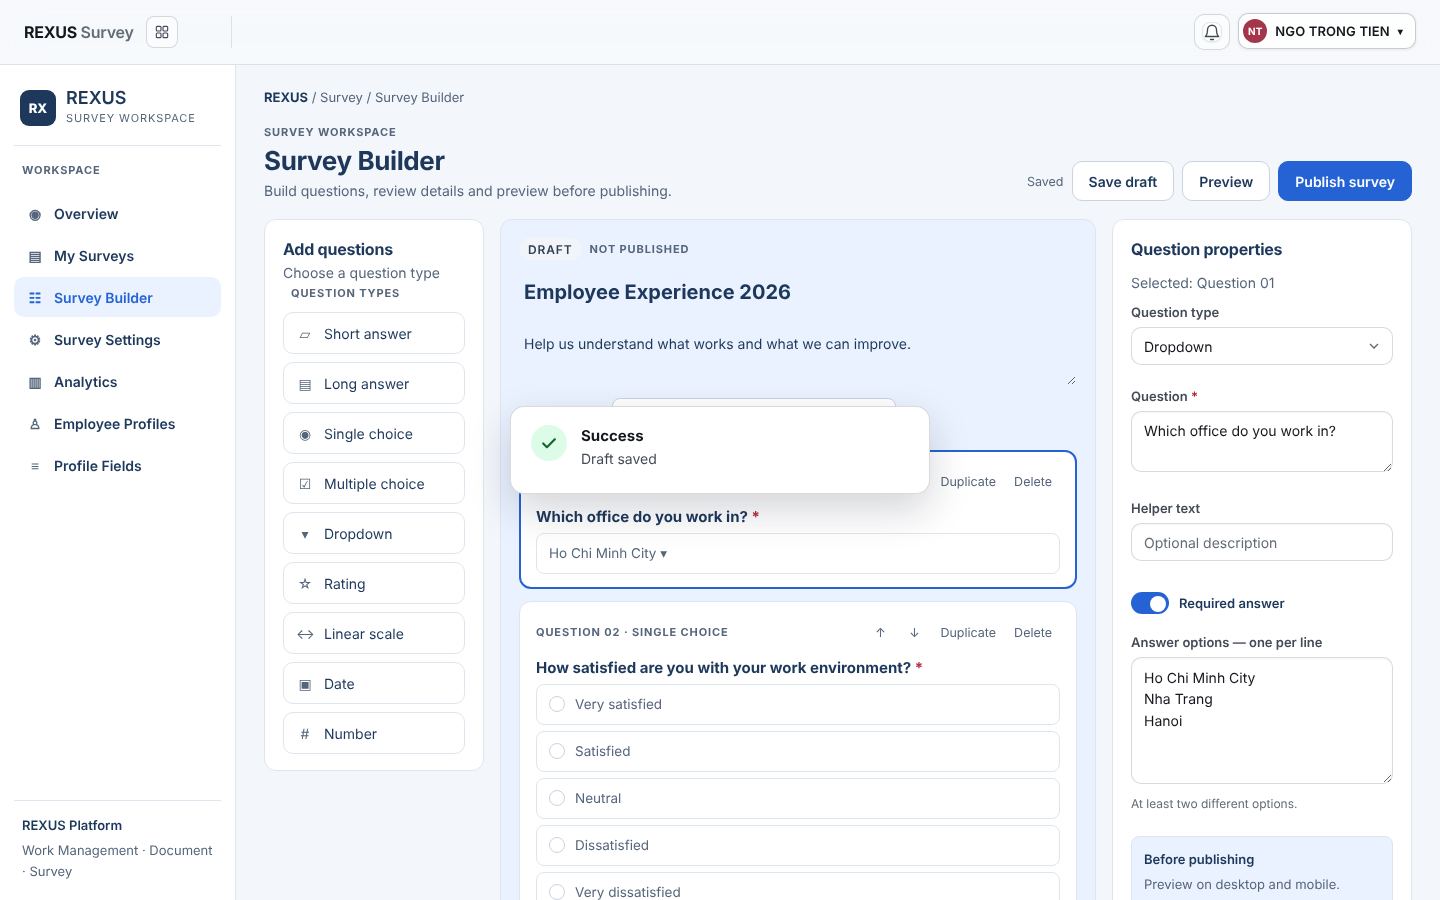 REXUS Survey
NT NGO TRONG TIEN
RX REXUS
SURVEY WORKSPACE
WORKSPACE
Overview
My Surveys
Survey Builder
Survey Settings
Analytics
Employee Profiles
Profile Fields
REXUS Platform
Work Management · Document
· Survey
REXUS / Survey / Survey Builder
SURVEY WORKSPACE
Survey Builder
Build questions, review details and preview before publishing.
Saved
Save draft
Preview
Publish survey
Add questions
Choose a question type
QUESTION TYPES
Short answer
Long answer
Single choice
Multiple choice
Dropdown
Rating
Linear scale
Date
# Number
DRAFT NOT PUBLISHED
Employee Experience 2026
Help us understand what works and what we can improve.
Success
Draft saved
Duplicate Delete
Which office do you work in? *
Ho Chi Minh City ▾
QUESTION 02 · SINGLE CHOICE ↑ ↓ Duplicate Delete
How satisfied are you with your work environment? *
Very satisfied
Satisfied
Neutral
Dissatisfied
Very dissatisfied
Question properties
Selected: Question 01
Question type
Dropdown
Question *
Which office do you work in?
Helper text
Optional description
Required answer
Answer options — one per line
Ho Chi Minh City
Nha Trang
Hanoi
At least two different options.
Before publishing
Preview on desktop and mobile.